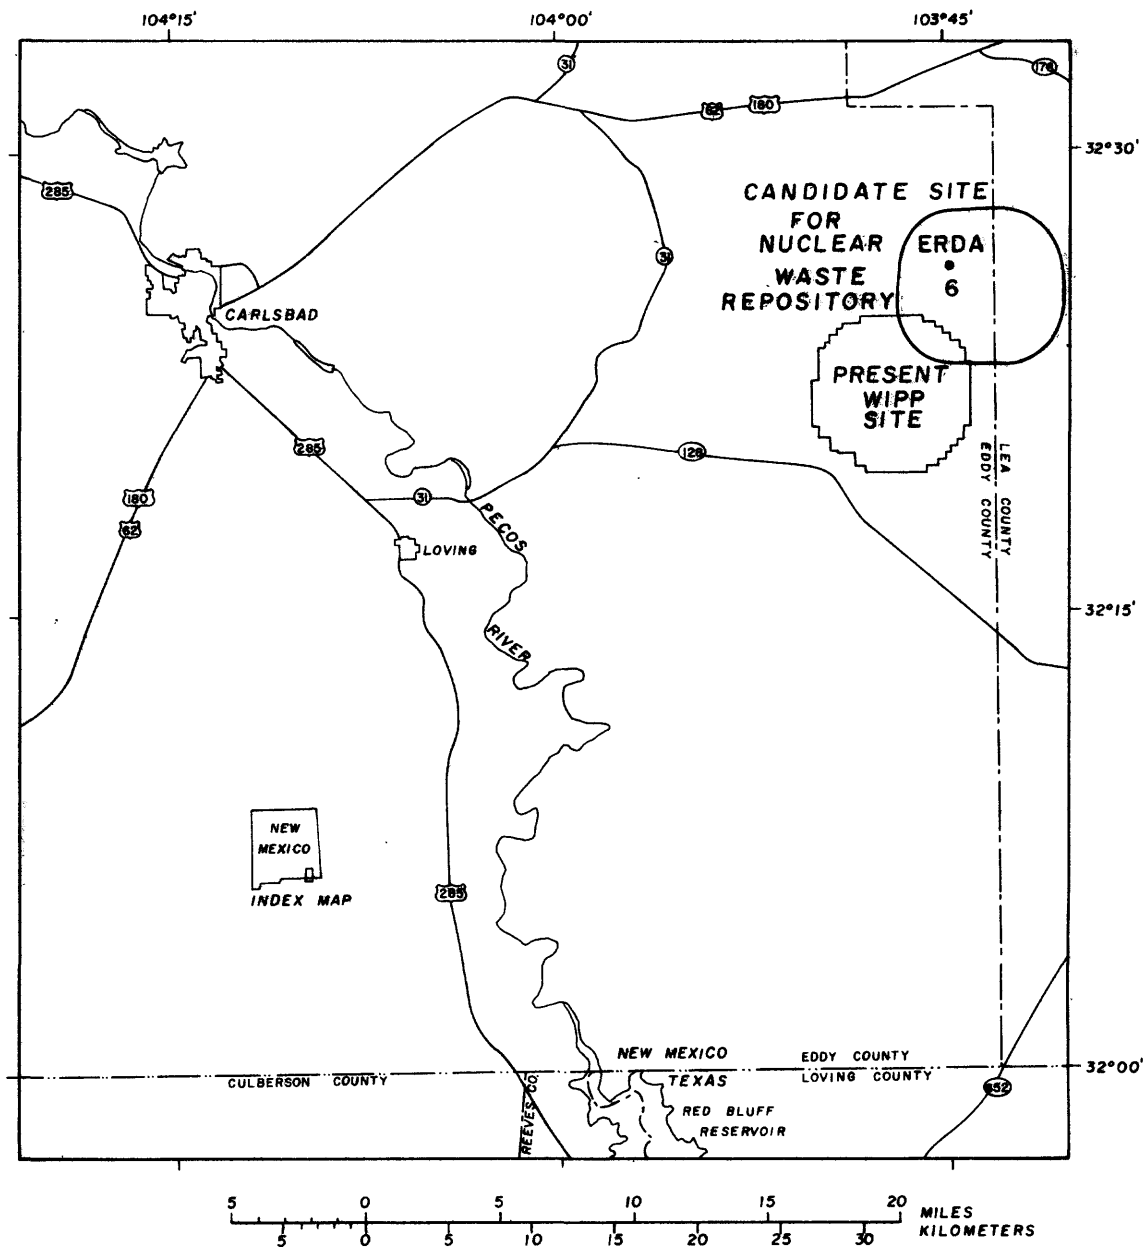 104°15'
104°00'
103°45'
31
176
62
180
32°30'
285
CANDIDATE SITE
FOR
NUCLEAR
WASTE
REPOSITORY
ERDA
6
31
CARLSBAD
PRESENT
WIPP
SITE
285
128
LEA COUNTY
EDDY COUNTY
180
62
31
PECOS
RIVER
LOVING
32°15'
NEW
MEXICO
INDEX MAP
285
NEW MEXICO
TEXAS
EDDY COUNTY
LOVING COUNTY
32°00'
CULBERSON COUNTY
REEVES CO.
652
RED BLUFF
RESERVOIR
5 0 5 10 15 20
MILES
KILOMETERS
5 0 5 10 15 25 30